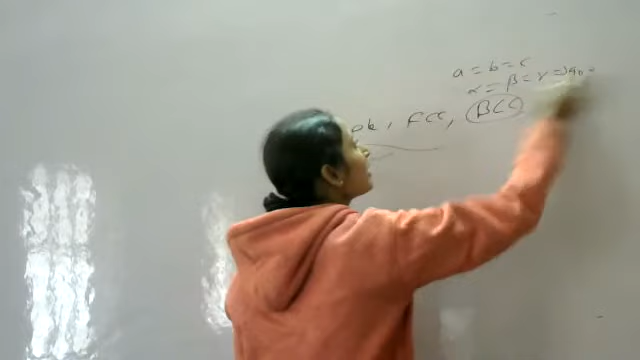 a = b = c
α = β = γ = 90°
FCC, BCC